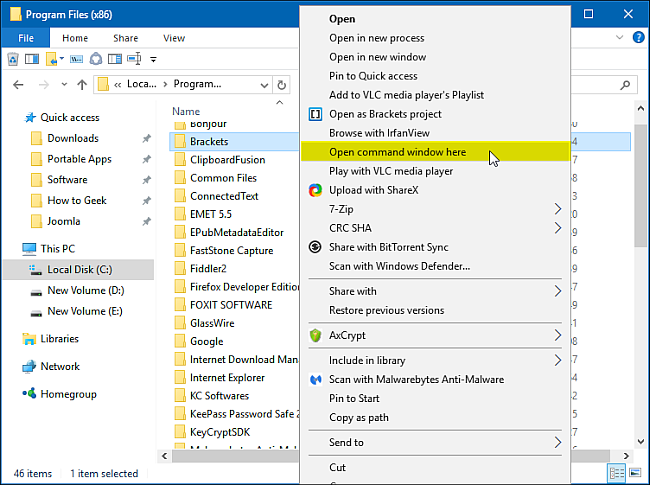 Program Files (x86)
File
Home
Share
View
Loca...
Program...
Name
Quick access
Downloads
Portable Apps
Software
How to Geek
Joomla
This PC
Local Disk (C:)
New Volume (D:)
New Volume (E:)
Libraries
Network
Homegroup
Bonjour
Brackets
ClipboardFusion
Common Files
ConnectedText
EMET 5.5
EPubMetadataEditor
FastStone Capture
Fiddler2
Firefox Developer Edition
FOXIT SOFTWARE
GlassWire
Google
Internet Download Mana
Internet Explorer
KC Softwares
KeePass Password Safe 2
KeyCryptSDK
Open
Open in new process
Open in new window
Pin to Quick access
Add to VLC media player's Playlist
Open as Brackets project
Browse with IrfanView
Open command window here
Play with VLC media player
Upload with ShareX
7-Zip
CRC SHA
Share with BitTorrent Sync
Scan with Windows Defender...
Share with
Restore previous versions
AxCrypt
Include in library
Scan with Malwarebytes Anti-Malware
Pin to Start
Copy as path
Send to
Cut
46 items
1 item selected